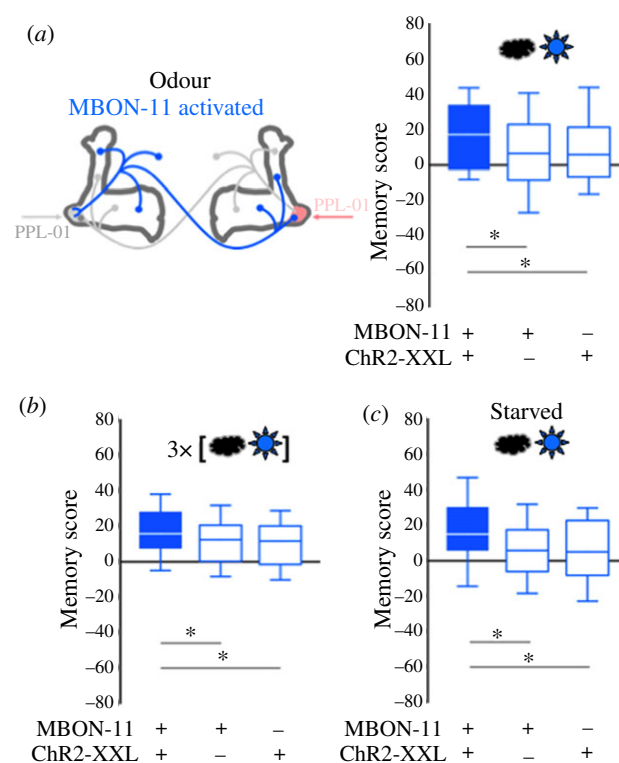 (a)
Odour
MBON-11 activated
PPL-01
PPL-01
Memory score
80
60
40
20
0
–20
–40
–60
–80
*
*
MBON-11 + + –
ChR2-XXL + – +
(b)
3× [ ]
Memory score
80
60
40
20
0
–20
–40
–60
–80
*
*
MBON-11 + + –
ChR2-XXL + – +
(c)
Starved
Memory score
80
60
40
20
0
–20
–40
–60
–80
*
*
MBON-11 + + –
ChR2-XXL + – +